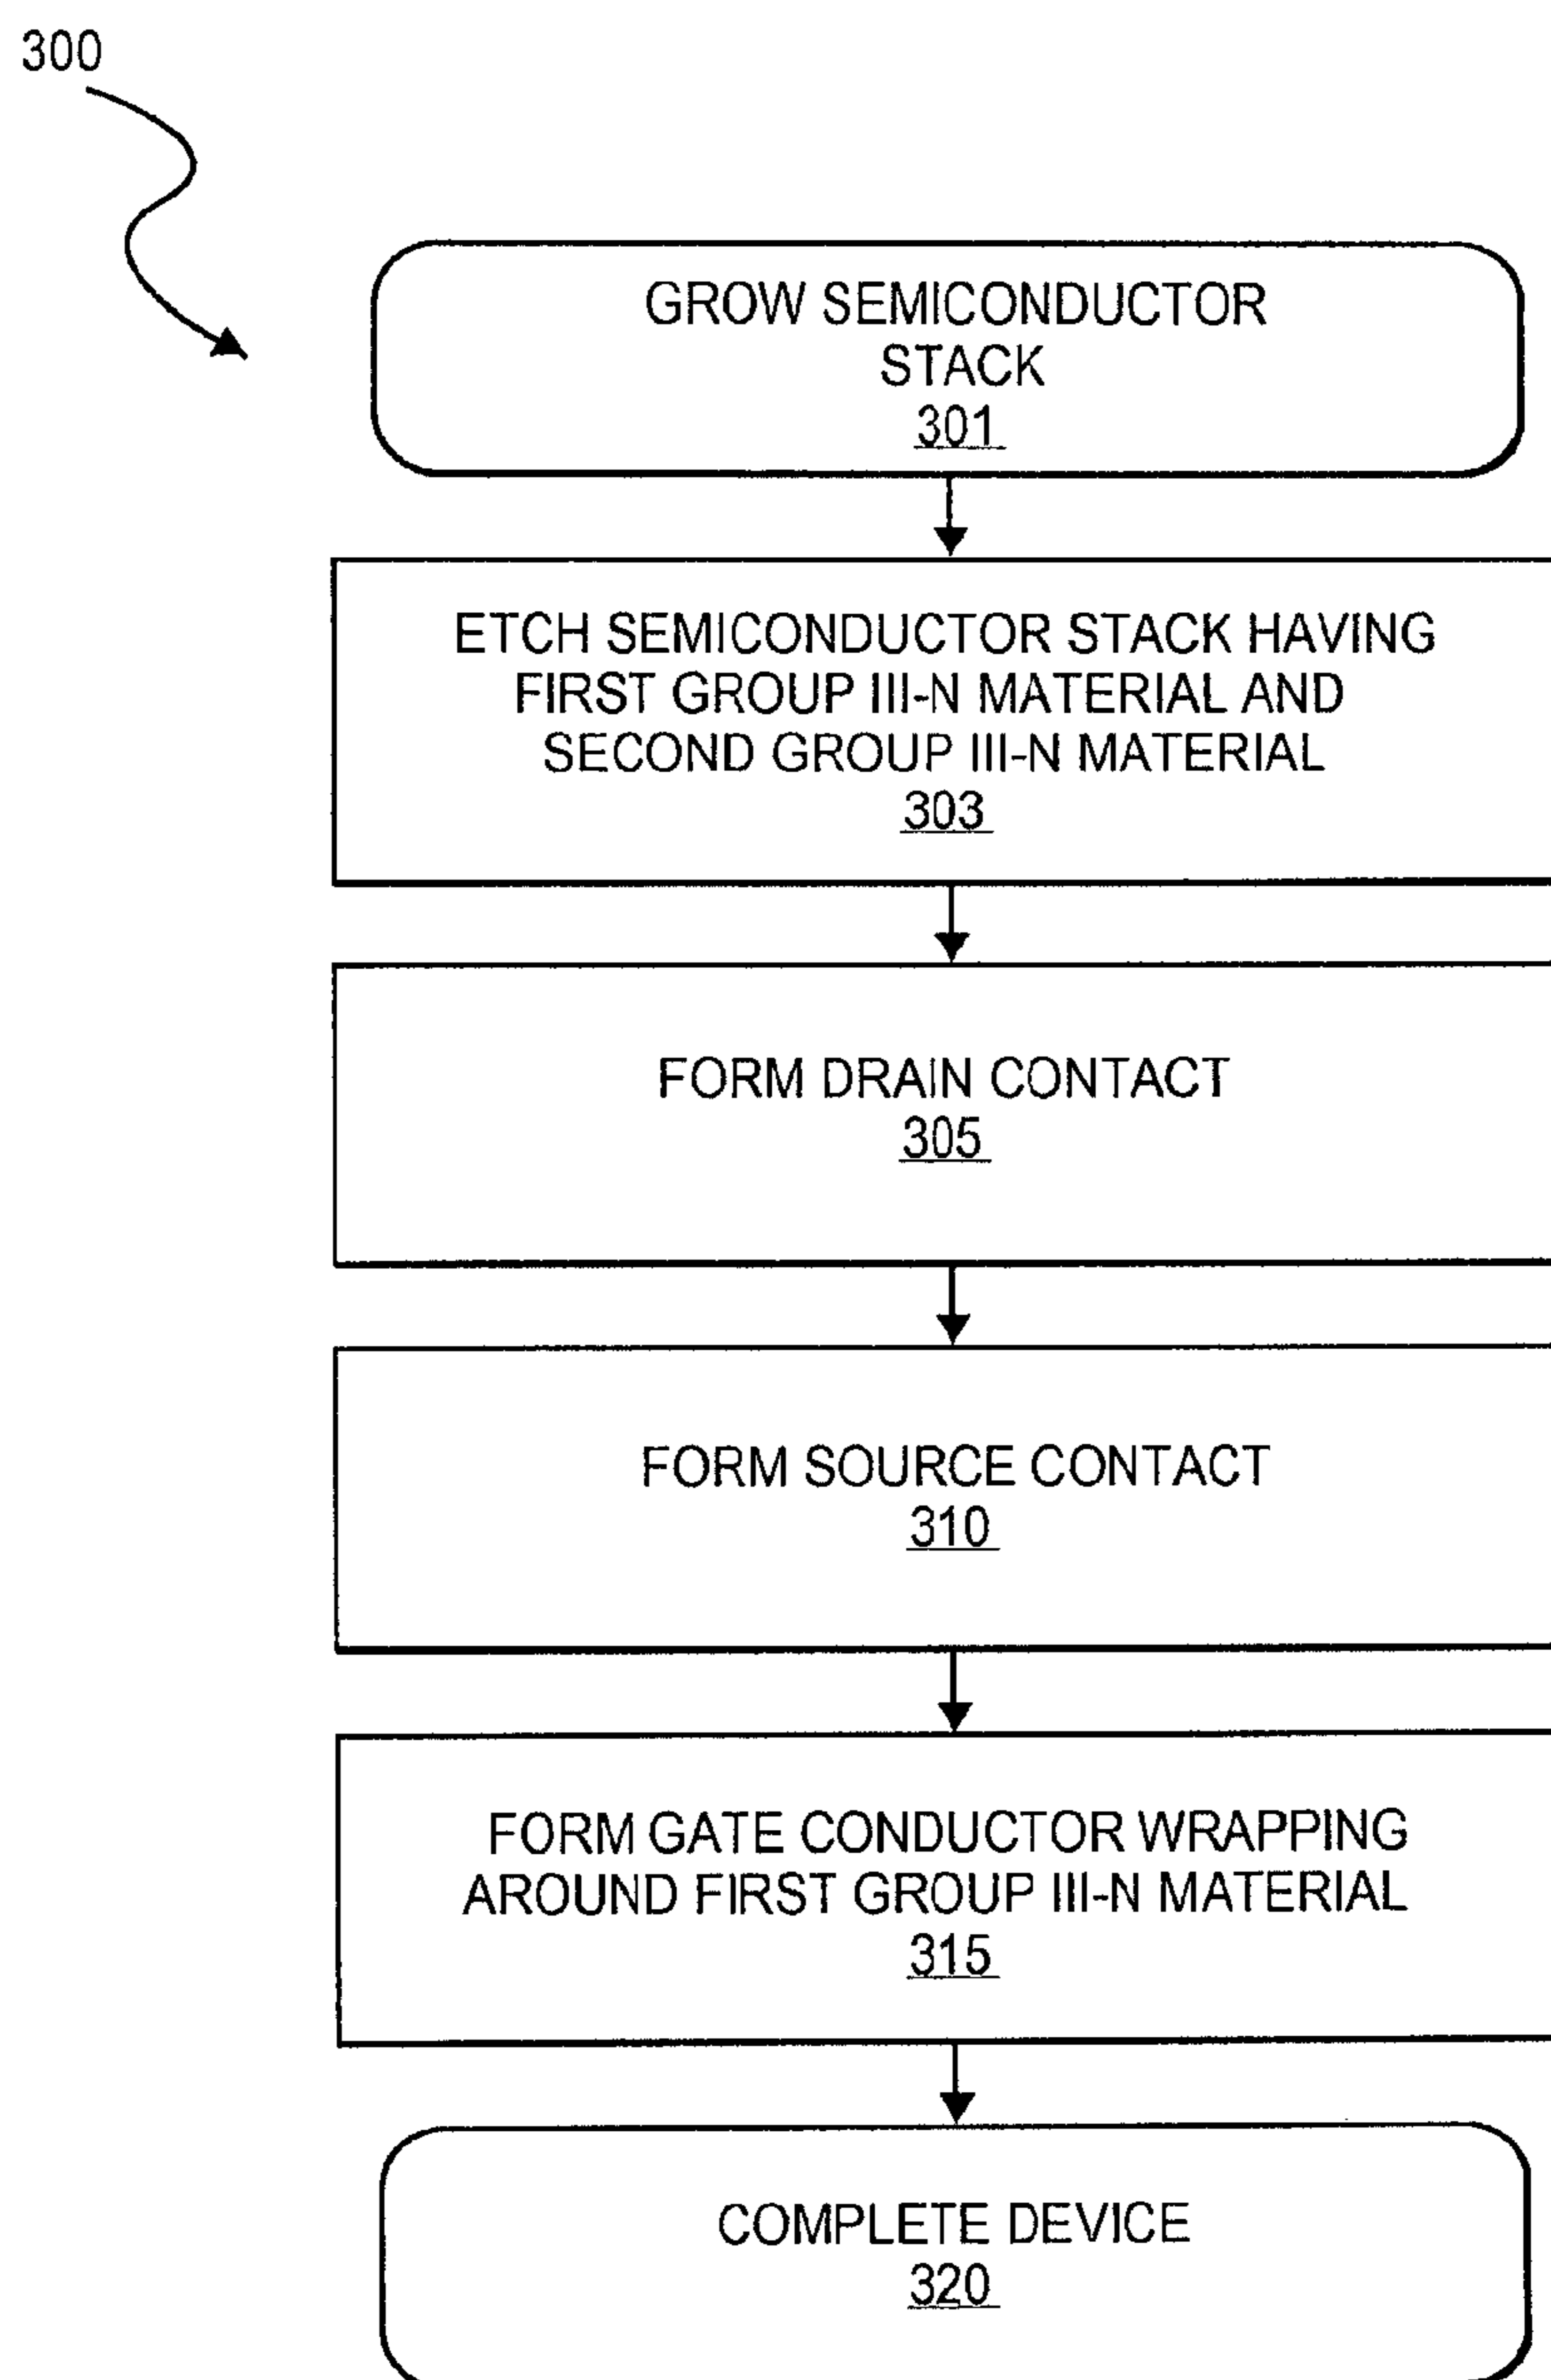 300
GROW SEMICONDUCTOR
STACK
301
ETCH SEMICONDUCTOR STACK HAVING
FIRST GROUP III-N MATERIAL AND
SECOND GROUP III-N MATERIAL
303
FORM DRAIN CONTACT
305
FORM SOURCE CONTACT
310
FORM GATE CONDUCTOR WRAPPING
AROUND FIRST GROUP III-N MATERIAL
315
COMPLETE DEVICE
320